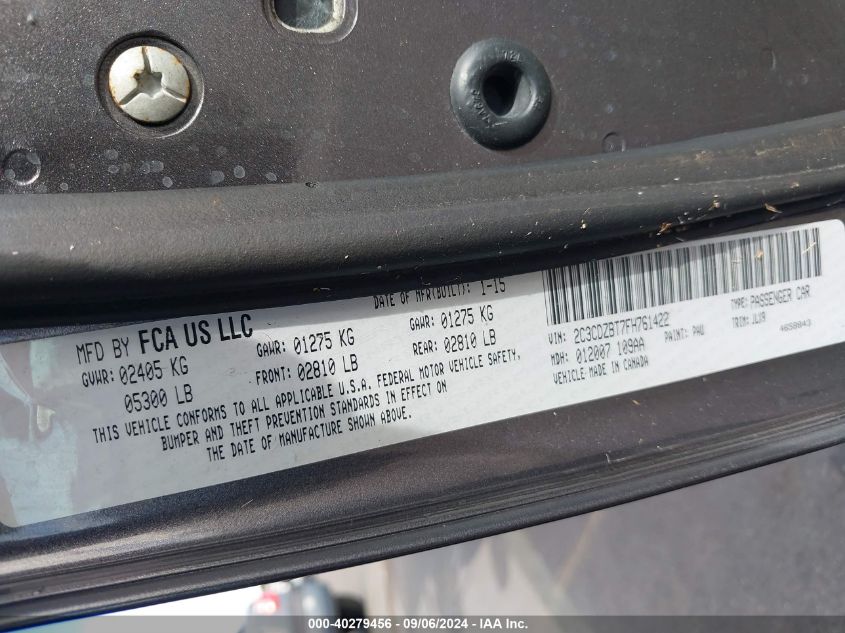 DATE OF MFR(BUILT): 1-15
MFD BY FCA US LLC
GVWR: 02405 KG
05300 LB
GAWR: 01275 KG
FRONT: 02810 LB
GAWR: 01275 KG
REAR: 02810 LB
THIS VEHICLE CONFORMS TO ALL APPLICABLE U.S.A. FEDERAL MOTOR VEHICLE SAFETY,
BUMPER AND THEFT PREVENTION STANDARDS IN EFFECT ON
THE DATE OF MANUFACTURE SHOWN ABOVE.
VIN: 2C3CDZBT7FH761422
TYPE: PASSENGER CAR
MDH: 012007 109AA
PAINT: PAU
TRIM: JLX9
VEHICLE MADE IN CANADA
4658843
000-40279456 - 09/06/2024 - IAA Inc.